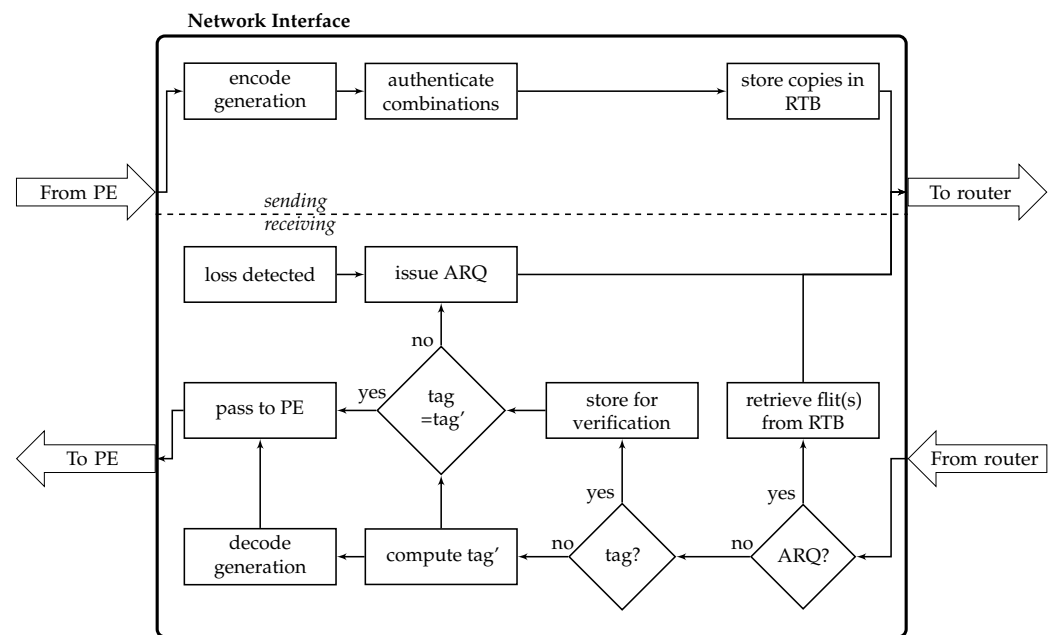 Network Interface
encode
generation
authenticate
combinations
store copies in
RTB
From PE
To router
sending
receiving
loss detected
issue ARQ
no
yes
pass to PE
tag
=tag′
store for
verification
retrieve flit(s)
from RTB
To PE
From router
yes
yes
decode
generation
compute tag′
no
tag?
no
ARQ?